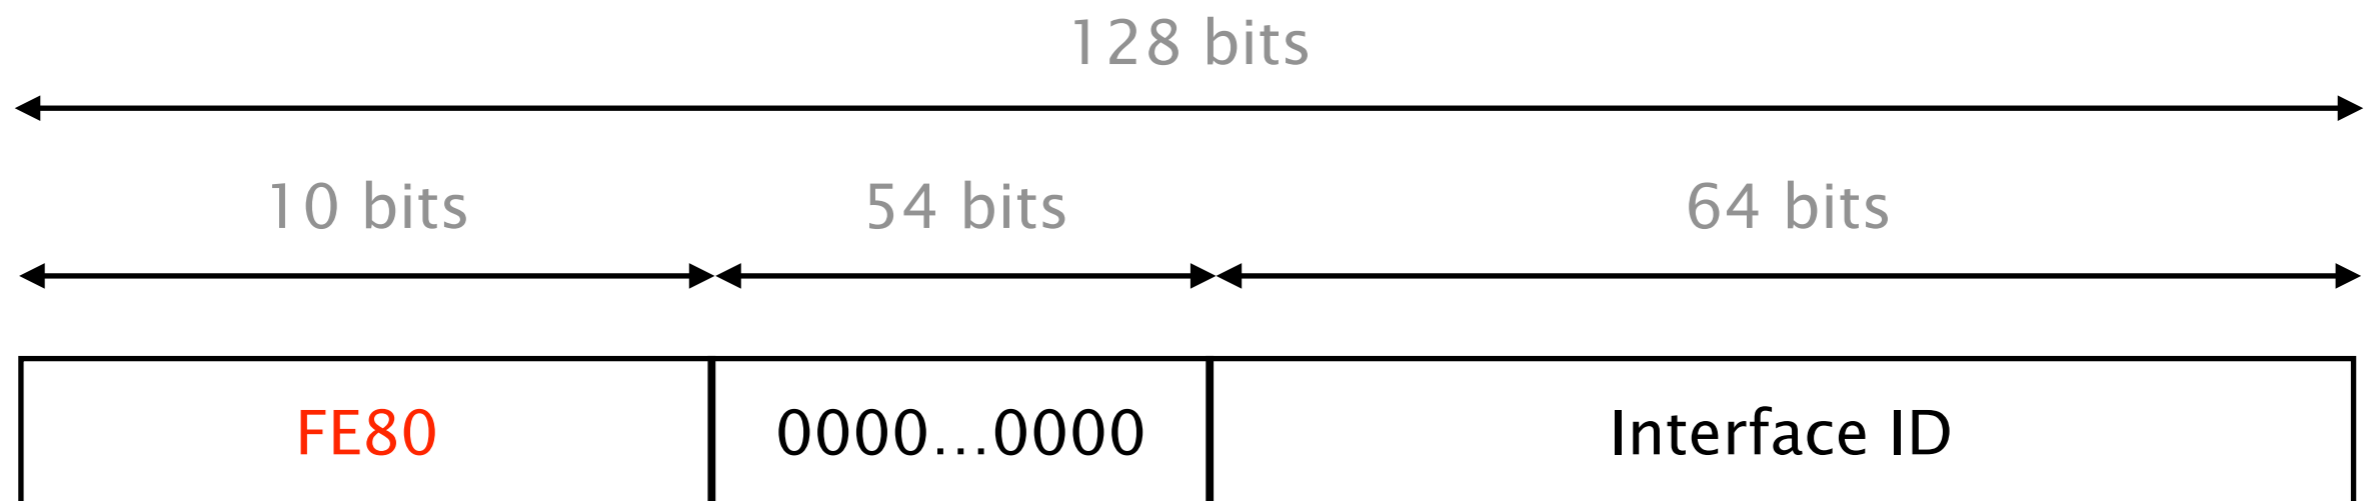 128 bits
10 bits 54 bits 64 bits
FE80 0000...0000 Interface ID